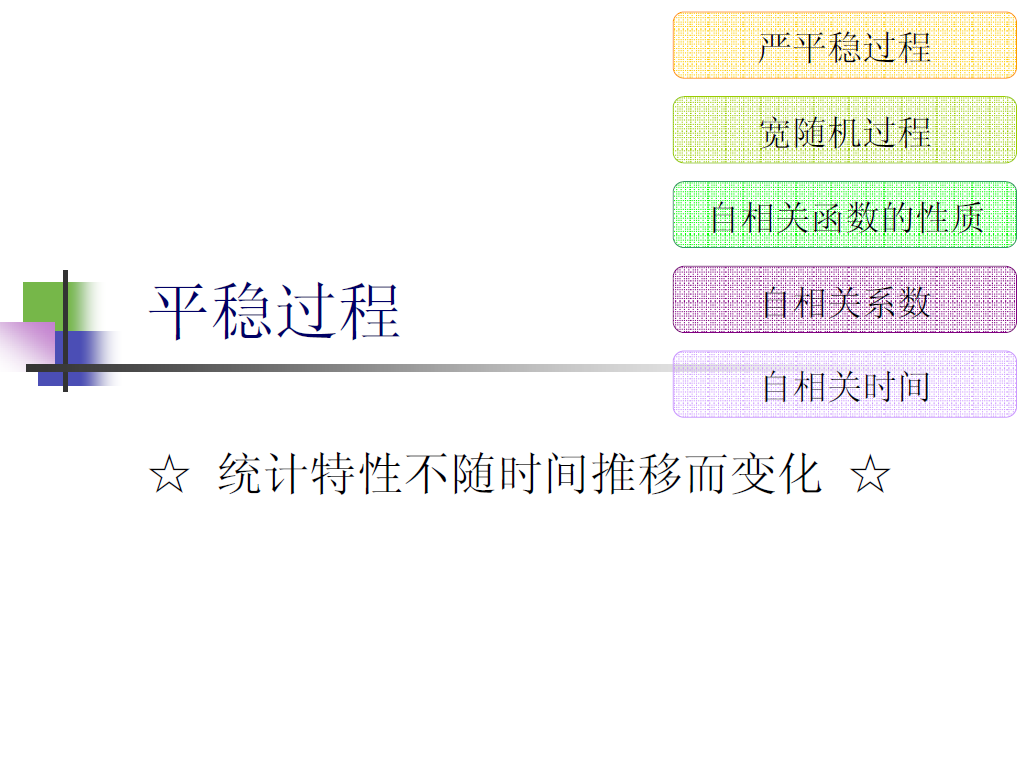 严平稳过程
宽随机过程
自相关函数的性质
自相关系数
自相关时间
平稳过程
☆ 统计特性不随时间推移而变化 ☆